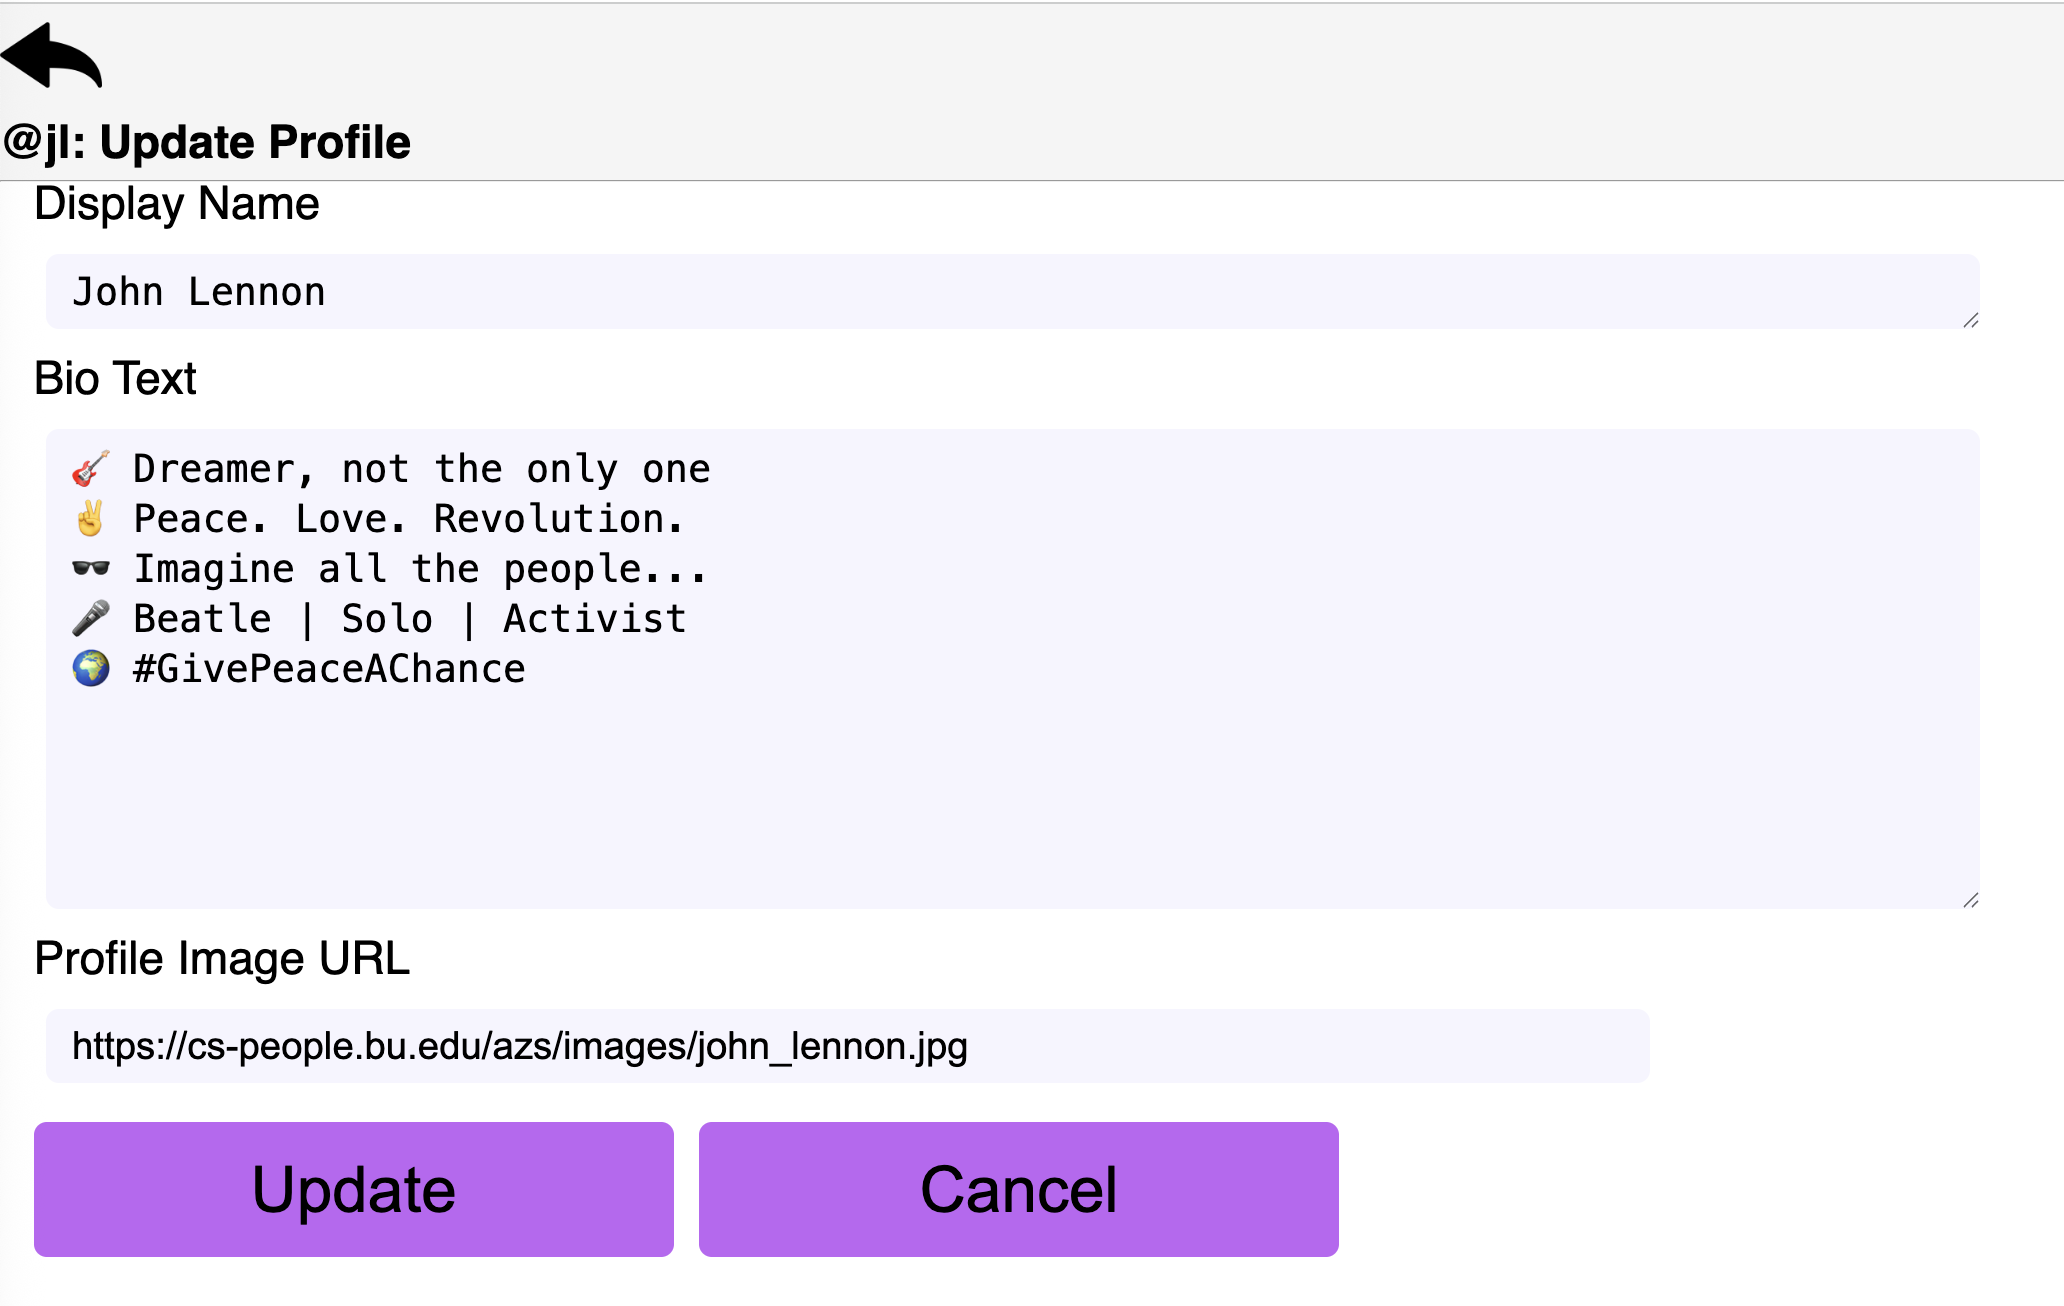 @jl: Update Profile
Display Name
John Lennon
Bio Text
🎸 Dreamer, not the only one
✌️ Peace. Love. Revolution.
🕶️ Imagine all the people...
🎤 Beatle | Solo | Activist
🌍 #GivePeaceAChance
Profile Image URL
https://cs-people.bu.edu/azs/images/john_lennon.jpg
Update
Cancel